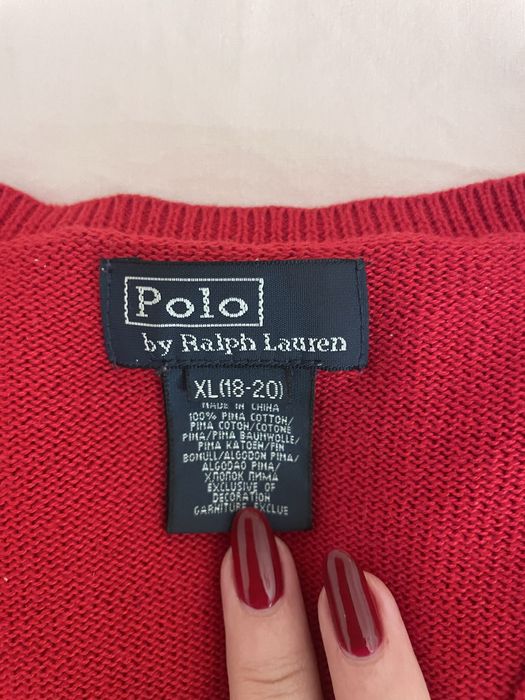 Polo
by Ralph Lauren
XL(18-20)
MADE IN CHINA
100% PIMA COTTON/
PIMA COTON/COTONE
PIMA/PIMA BAUMWOLLE/
PIMA KATOEN/FIN
BOMULL/ALGODON PIMA/
ALGODAO PIMA/
ХЛОПОК ПИМА
EXCLUSIVE OF
DECORATION
GARNITURE EXCLUE